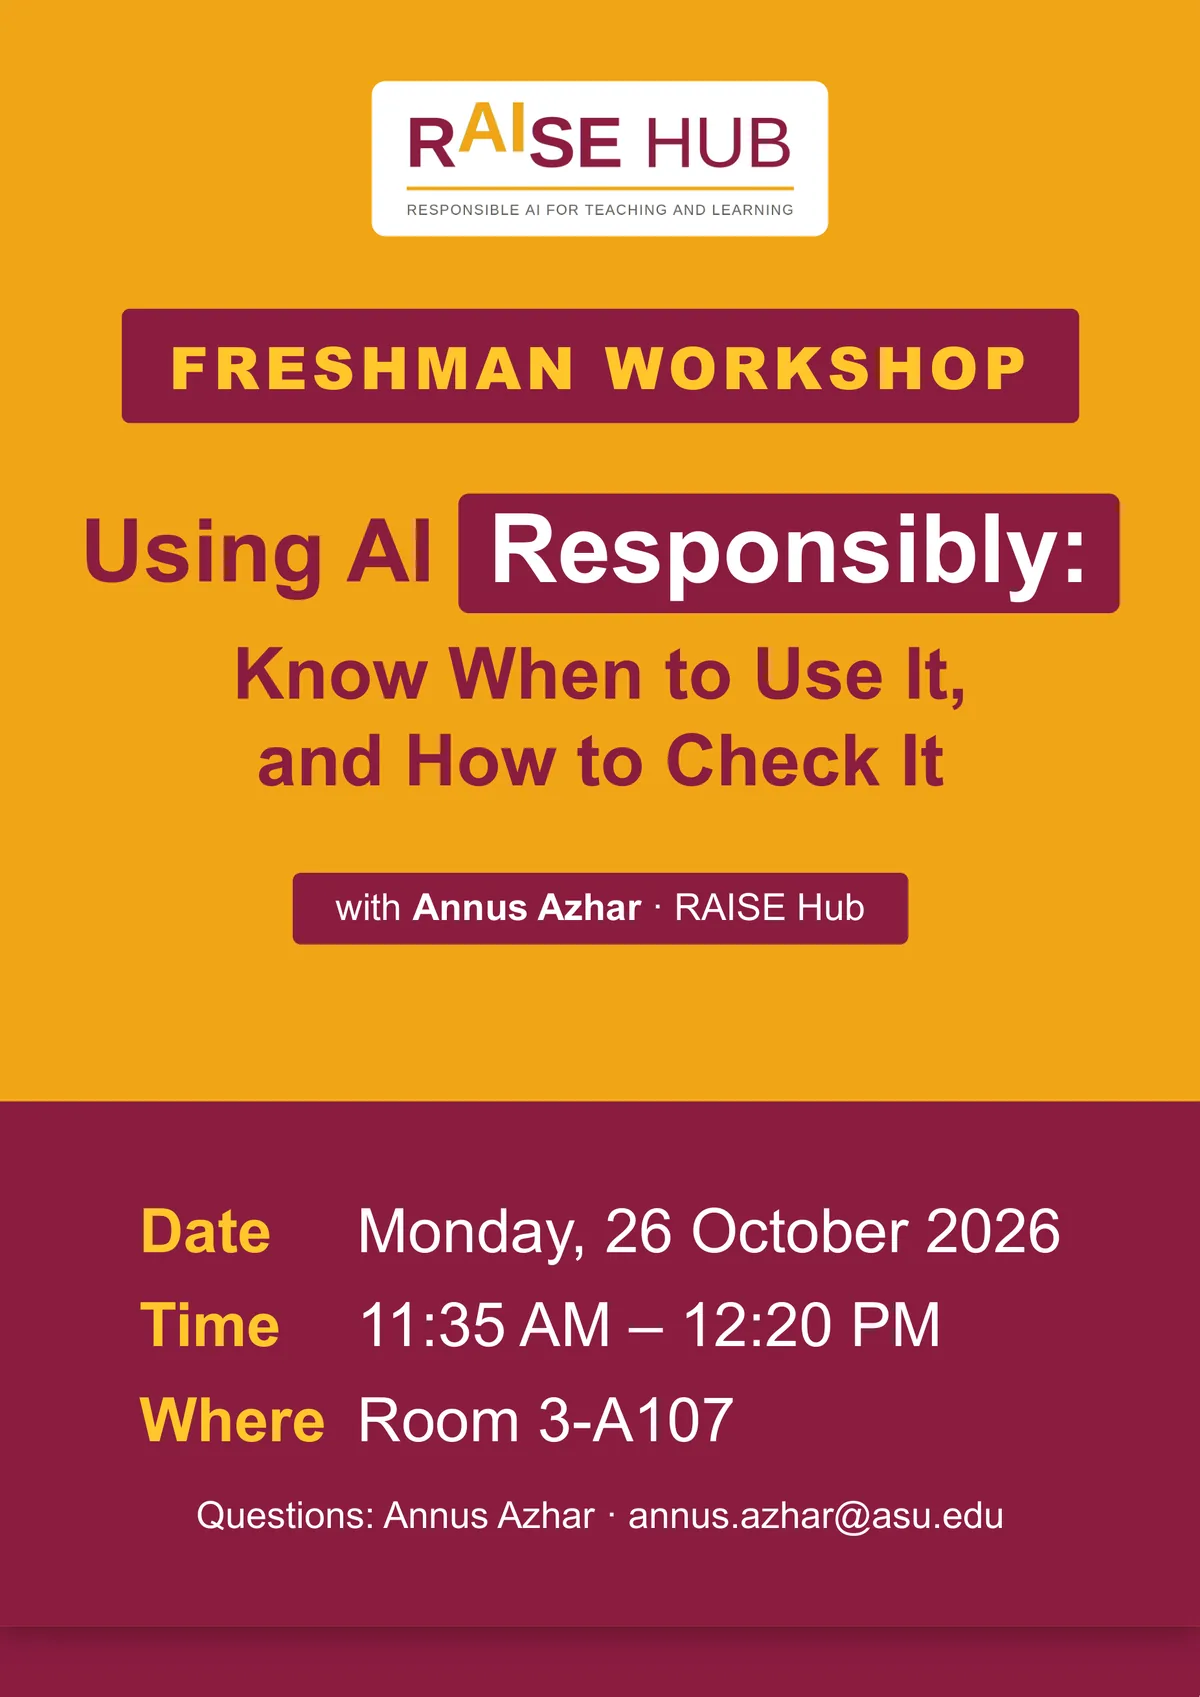 RAISE HUB
RESPONSIBLE AI FOR TEACHING AND LEARNING
FRESHMAN WORKSHOP
Using AI Responsibly:
Know When to Use It,
and How to Check It
with Annus Azhar · RAISE Hub
Date Monday, 26 October 2026
Time 11:35 AM – 12:20 PM
Where Room 3-A107
Questions: Annus Azhar · annus.azhar@asu.edu